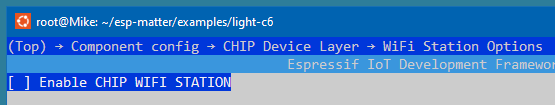 root@Mike: ~/esp-matter/examples/light-c6
(Top) → Component config → CHIP Device Layer → WiFi Station Options
Espressif IoT Development Framewor
[ ] Enable CHIP WIFI STATION